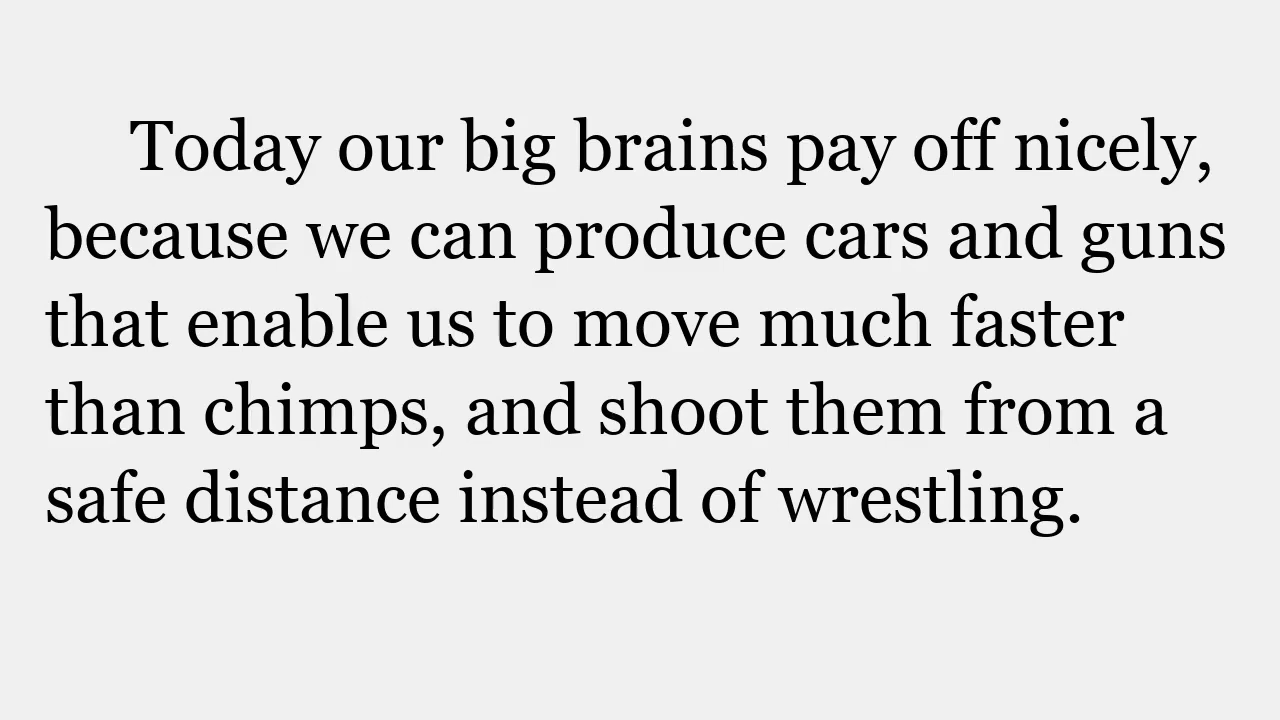 Today our big brains pay off nicely,
because we can produce cars and guns
that enable us to move much faster
than chimps, and shoot them from a
safe distance instead of wrestling.